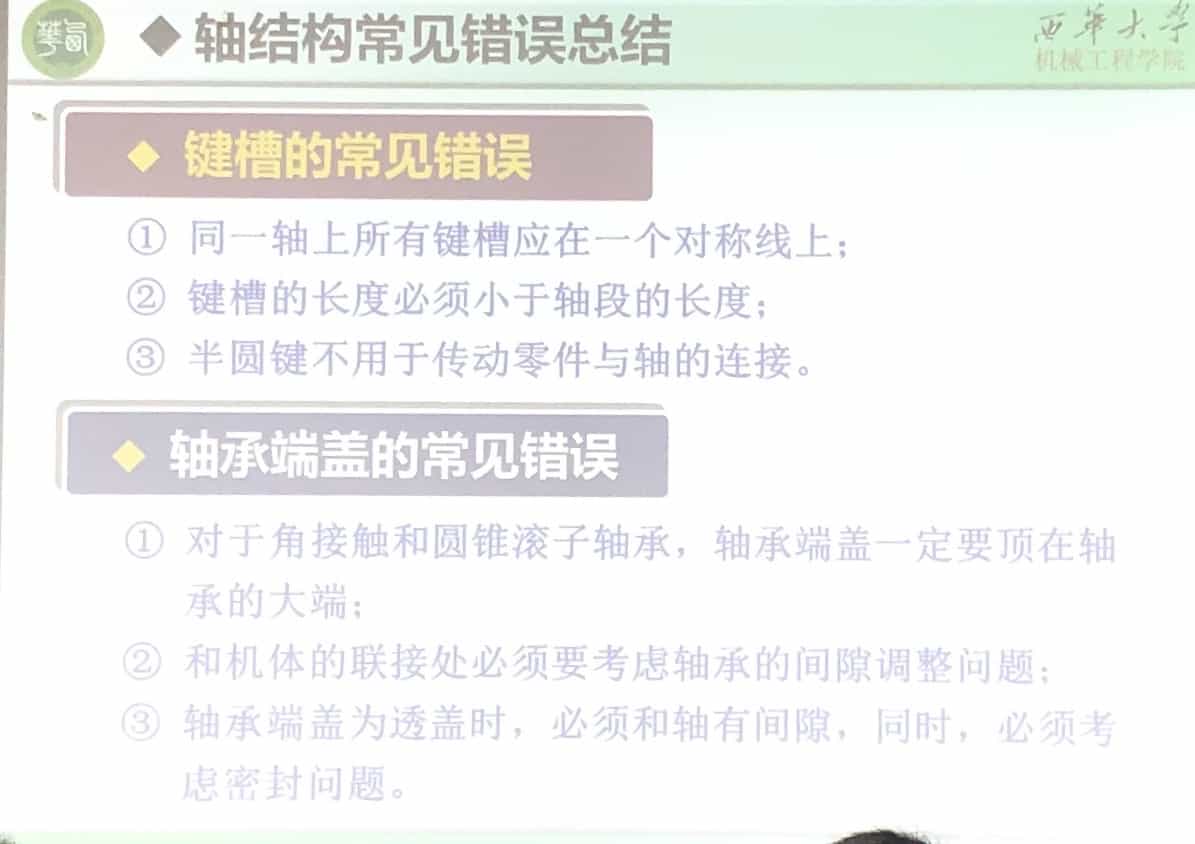 轴结构常见错误总结
西华大学
机械工程学院
键槽的常见错误
① 同一轴上所有键槽应在一个对称线上；
② 键槽的长度必须小于轴段的长度；
③ 半圆键不用于传动零件与轴的连接。
轴承端盖的常见错误
① 对于角接触和圆锥滚子轴承，轴承端盖一定要顶在轴
承的大端；
② 和机体的联接处必须要考虑轴承的间隙调整问题；
③ 轴承端盖为透盖时，必须和轴有间隙，同时，必须考
虑密封问题。